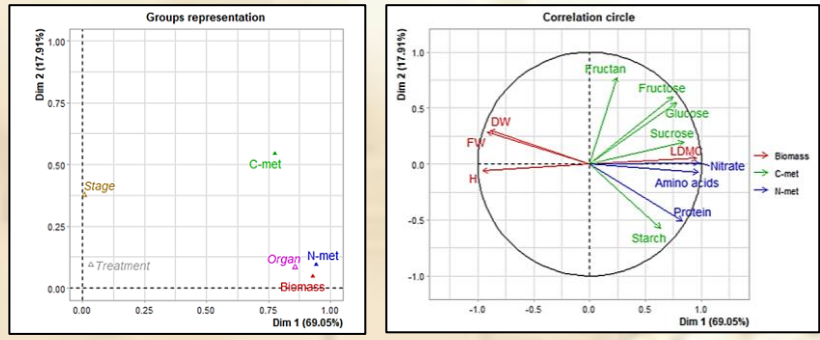 Groups representation
Dim 2 (17.91%)
1.00
0.75
0.50
0.25
0.00
C-met
Stage
Treatment
Organ
N-met
Biomass
0.00 0.25 0.50 0.75 1.00
Dim 1 (69.05%)
Correlation circle
Dim 2 (17.91%)
1.0
0.5
0.0
-0.5
-1.0
Fructan
Fructose
Glucose
DW
Sucrose
FW
LDMC
Nitrate
H
Amino acids
Protein
Starch
-1.0 -0.5 0.0 0.5 1.0
Dim 1 (69.05%)
Biomass
C-met
N-met